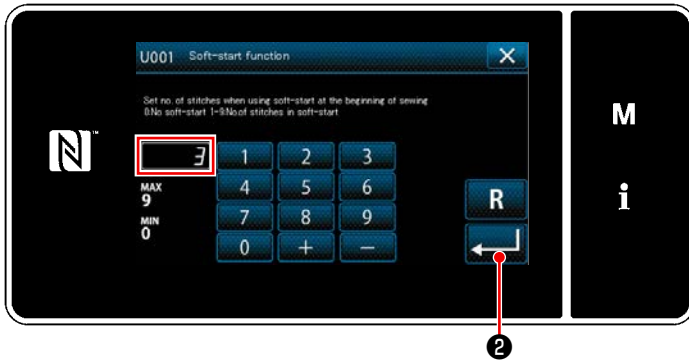 U001 Soft-start function
Set no. of stitches when using soft-start at the beginning of sewing
0:No soft-start 1-9:No.of stitches in soft-start
3 1 2 3
MAX
9
4 5 6
MIN
0
7 8 9
0 + −
R
M
i
N
❷